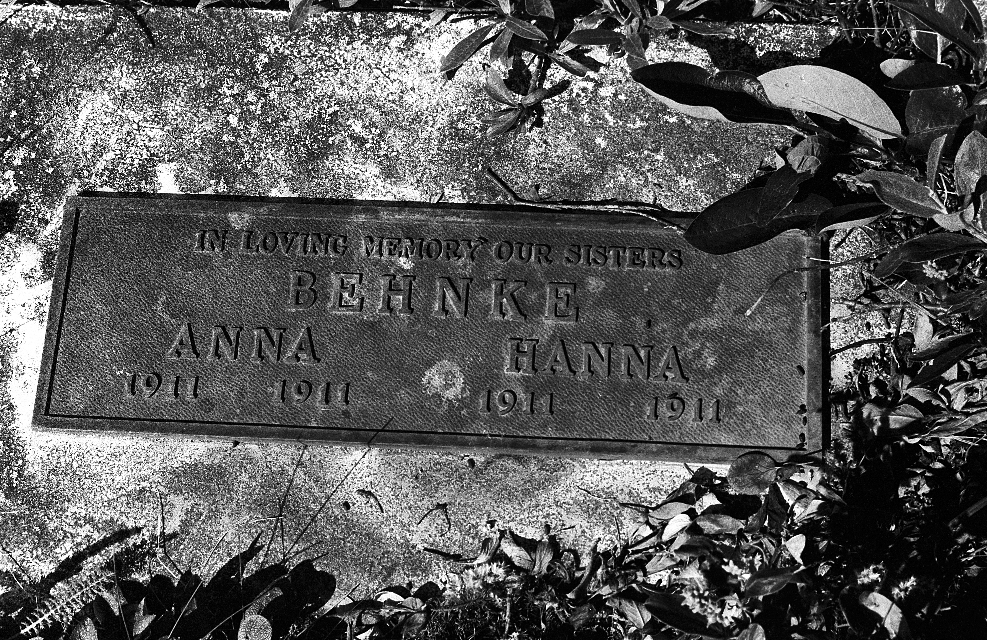 IN LOVING MEMORY OUR SISTERS
BEHNKE
ANNA HANNA
1911 1911 1911 1911